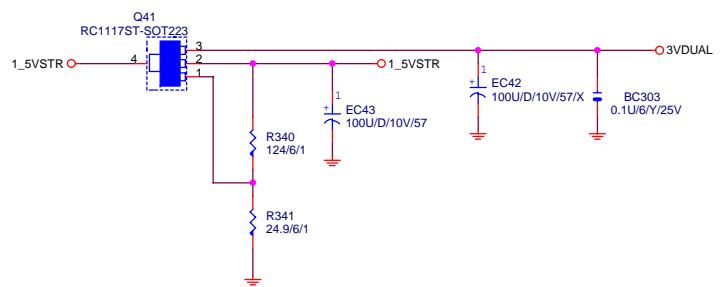 Q41
RC1117ST-SOT223
1_5VSTR
4
3
2
1
1_5VSTR
3VDUAL
R340
124/6/1
R341
24.9/6/1
+
1
EC43
100U/D/10V/57
+
1
EC42
100U/D/10V/57/X
BC303
0.1U/6/Y/25V